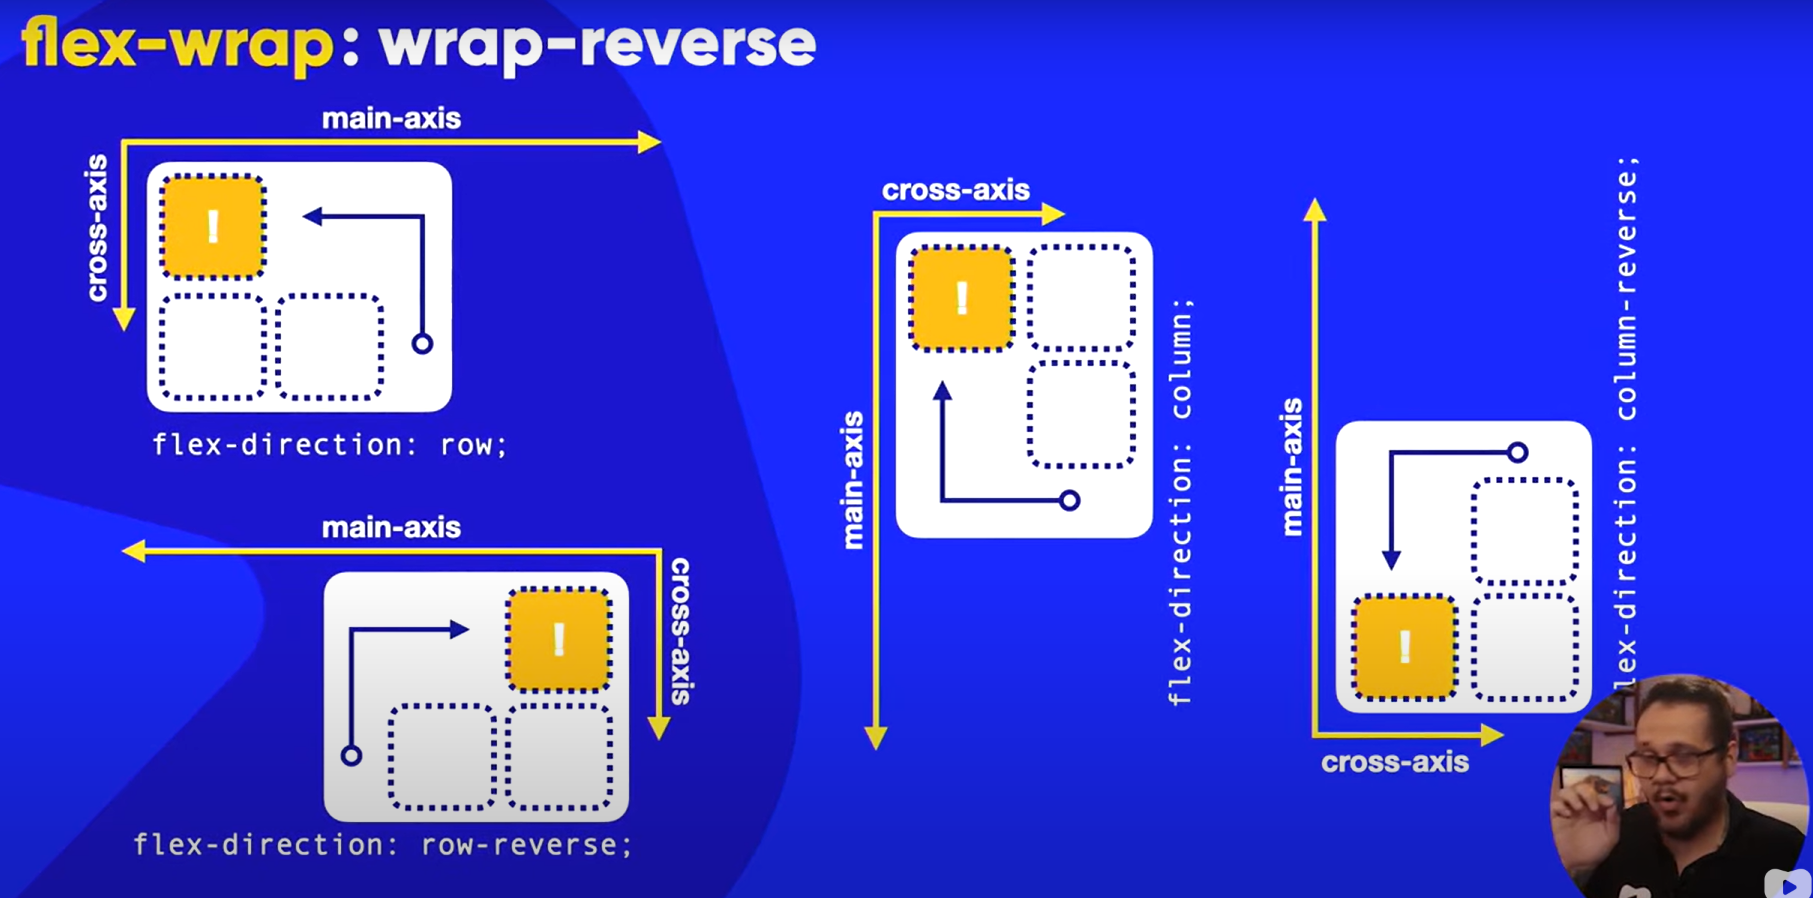 flex-wrap: wrap-reverse
main-axis
cross-axis
!
flex-direction: row;
main-axis
cross-axis
!
flex-direction: row-reverse;
cross-axis
main-axis
!
flex-direction: column;
main-axis
!
cross-axis
flex-direction: column-reverse;